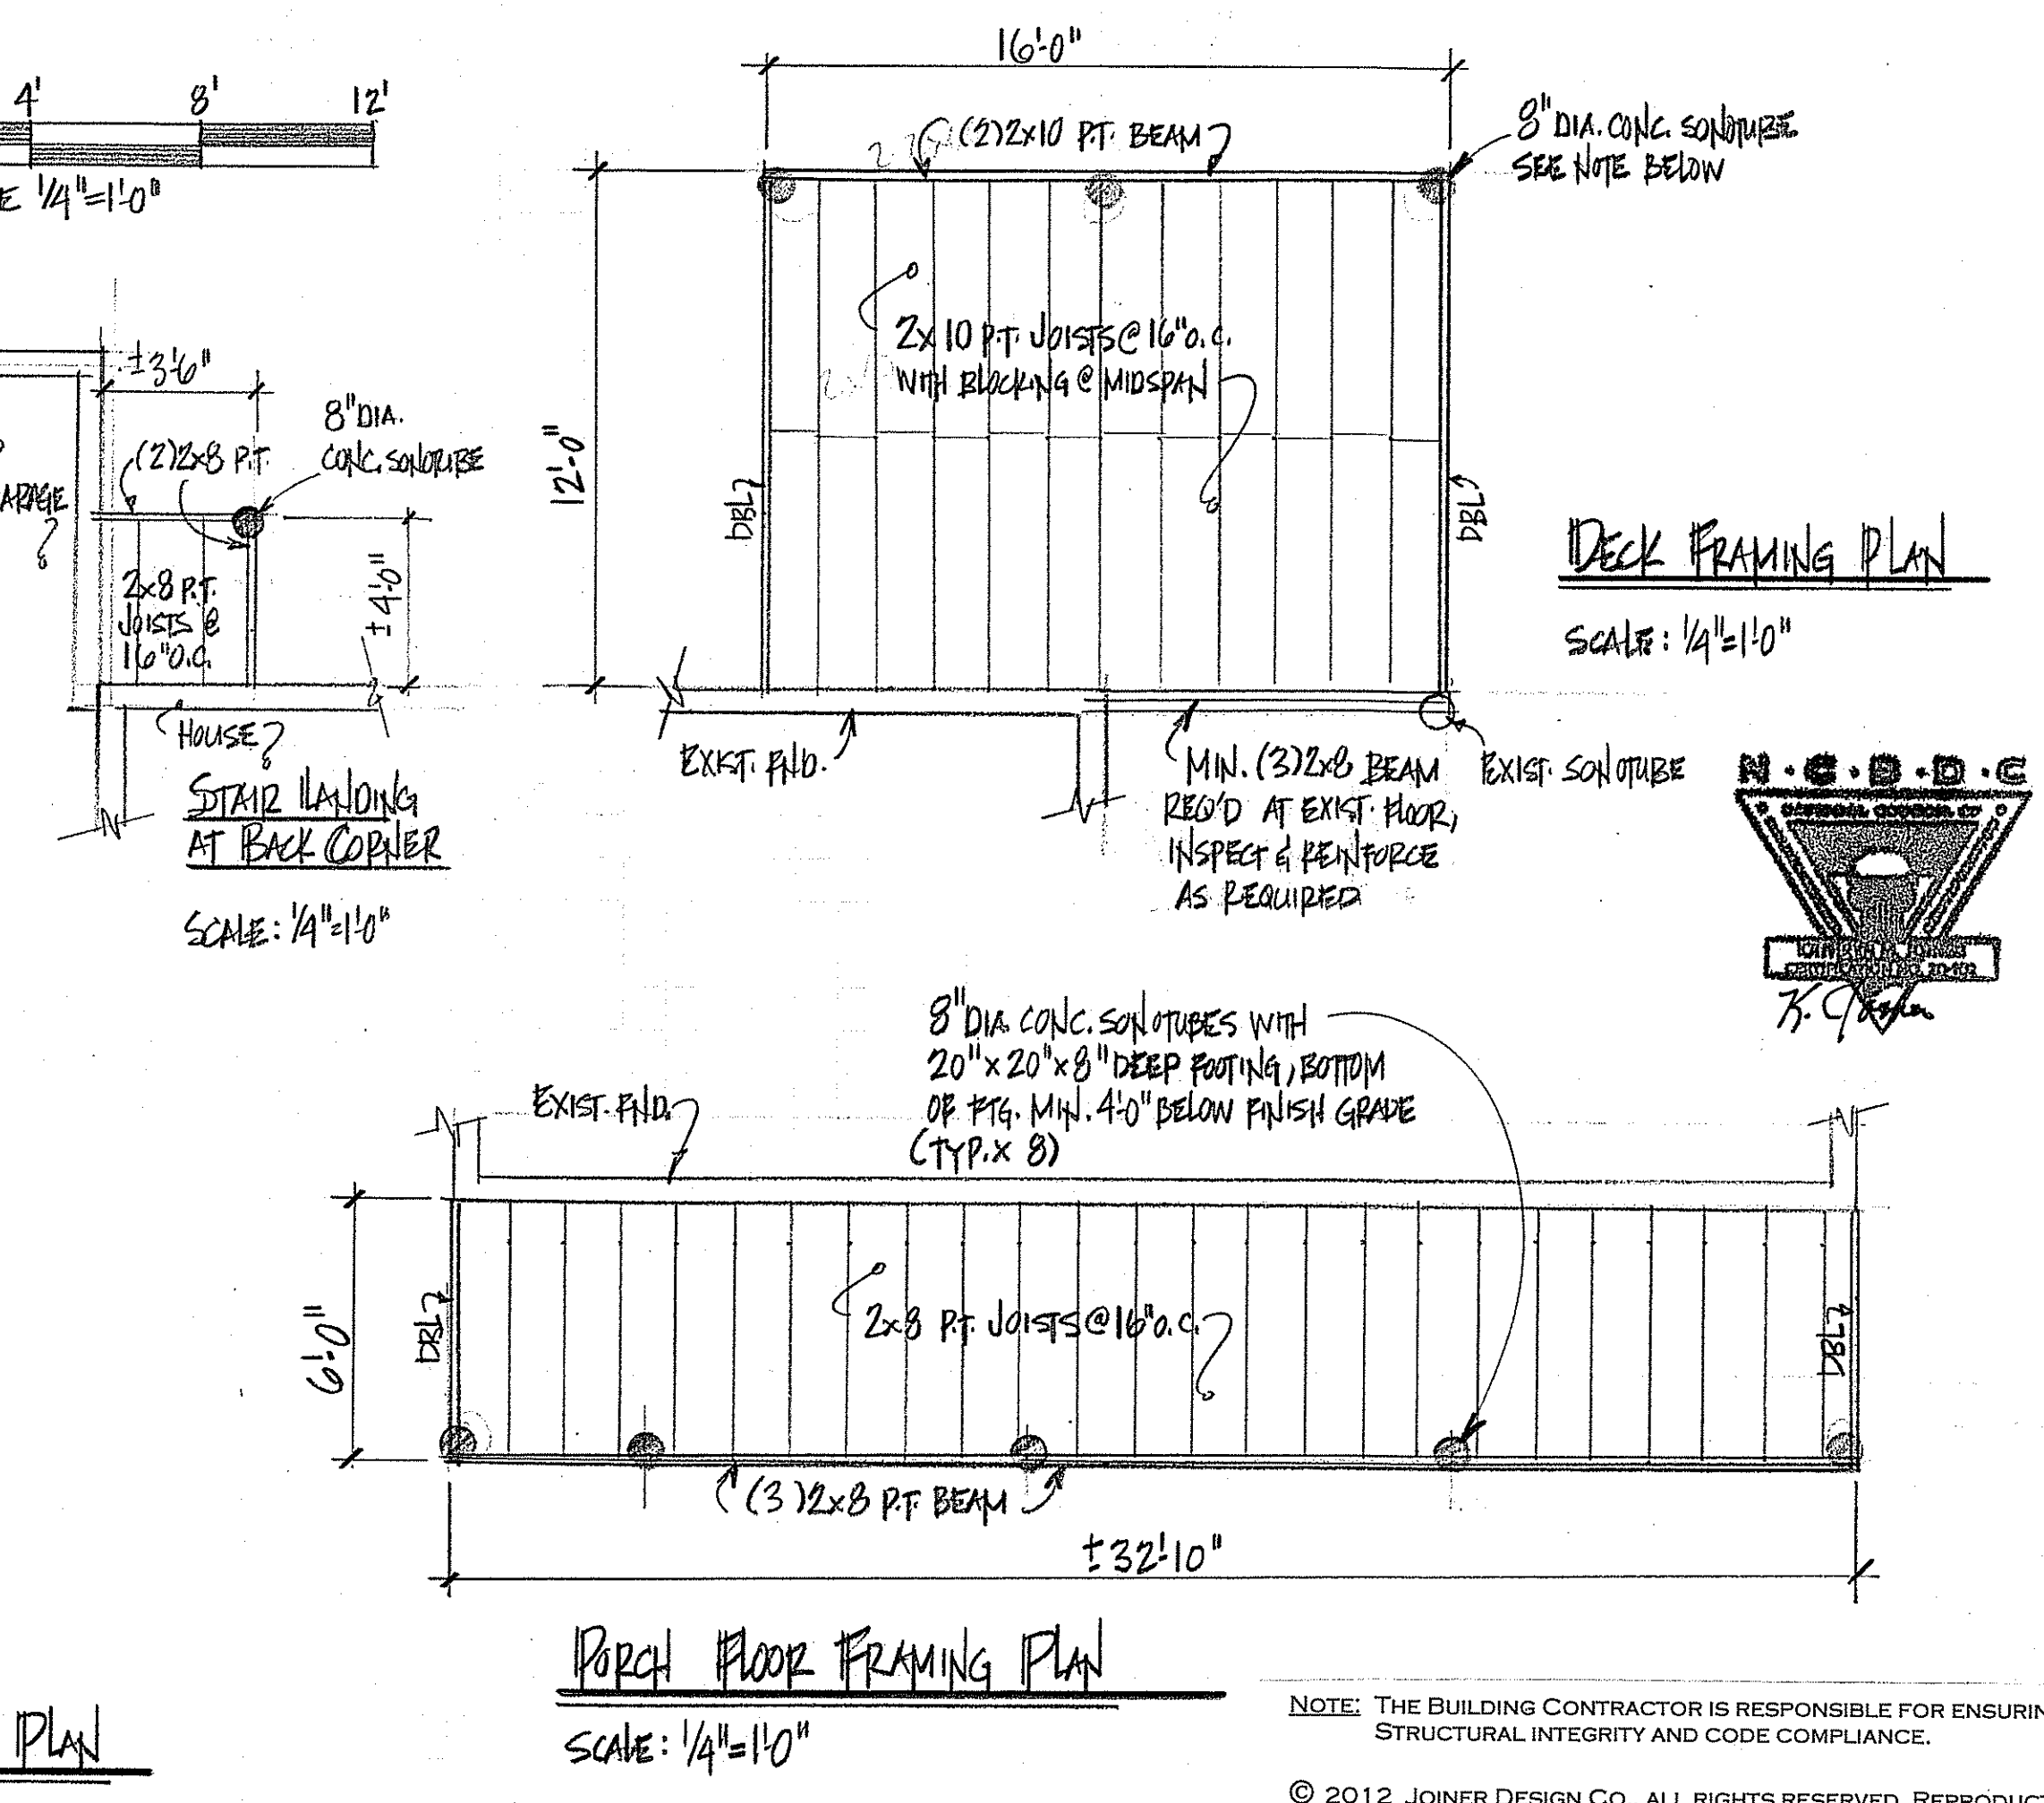 4' 8' 12'
E 1/4"=1'-0"
16'-0"
(2) 2x10 P.T. BEAM
8" DIA. CONC. SONOTUBE
SEE NOTE BELOW
12'-0"
2x10 P.T. JOISTS @ 16" O.C.
WITH BLOCKING @ MIDSPAN
DBL
DBL
DECK FRAMING PLAN
SCALE: 1/4"=1'-0"
EXIST. FND.
MIN. (3) 2x8 BEAM
REQ'D AT EXIST. FLOOR,
INSPECT & REINFORCE
AS REQUIRED
EXIST. SONOTUBE
±3'-6"
8" DIA.
CONC. SONOTUBE
(2) 2x8 P.T.
ARAGE
±4'-0"
2x8 P.T.
JOISTS @
16" O.C.
HOUSE
STAIR LANDING
AT BACK CORNER
SCALE: 1/4"=1'-0"
N.C.B.D.C
K. Joiner
8" DIA. CONC. SONOTUBES WITH
20" x 20" x 8" DEEP FOOTING, BOTTOM
OF FTG. MIN. 4'-0" BELOW FINISH GRADE
(TYP. x 8)
EXIST. FND.
6'-0"
DBL
2x8 P.T. JOISTS @ 16" O.C.
DBL
(3) 2x8 P.T. BEAM
±32'-10"
PORCH FLOOR FRAMING PLAN
SCALE: 1/4"=1'-0"
PLAN
NOTE: THE BUILDING CONTRACTOR IS RESPONSIBLE FOR ENSURIN
STRUCTURAL INTEGRITY AND CODE COMPLIANCE.
© 2012 JOINER DESIGN CO. ALL RIGHTS RESERVED. REPRODUC